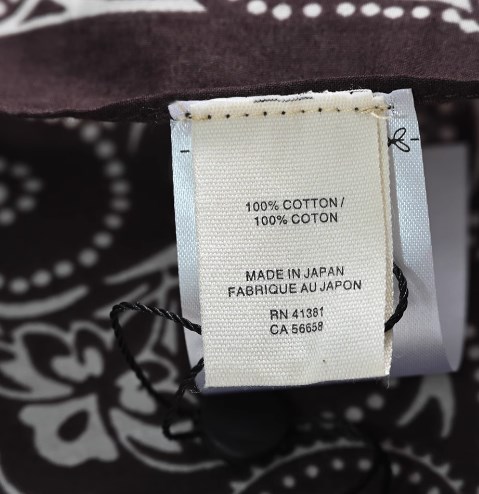 100% COTTON /
100% COTON
MADE IN JAPAN
FABRIQUE AU JAPON
RN 41381
CA 56658